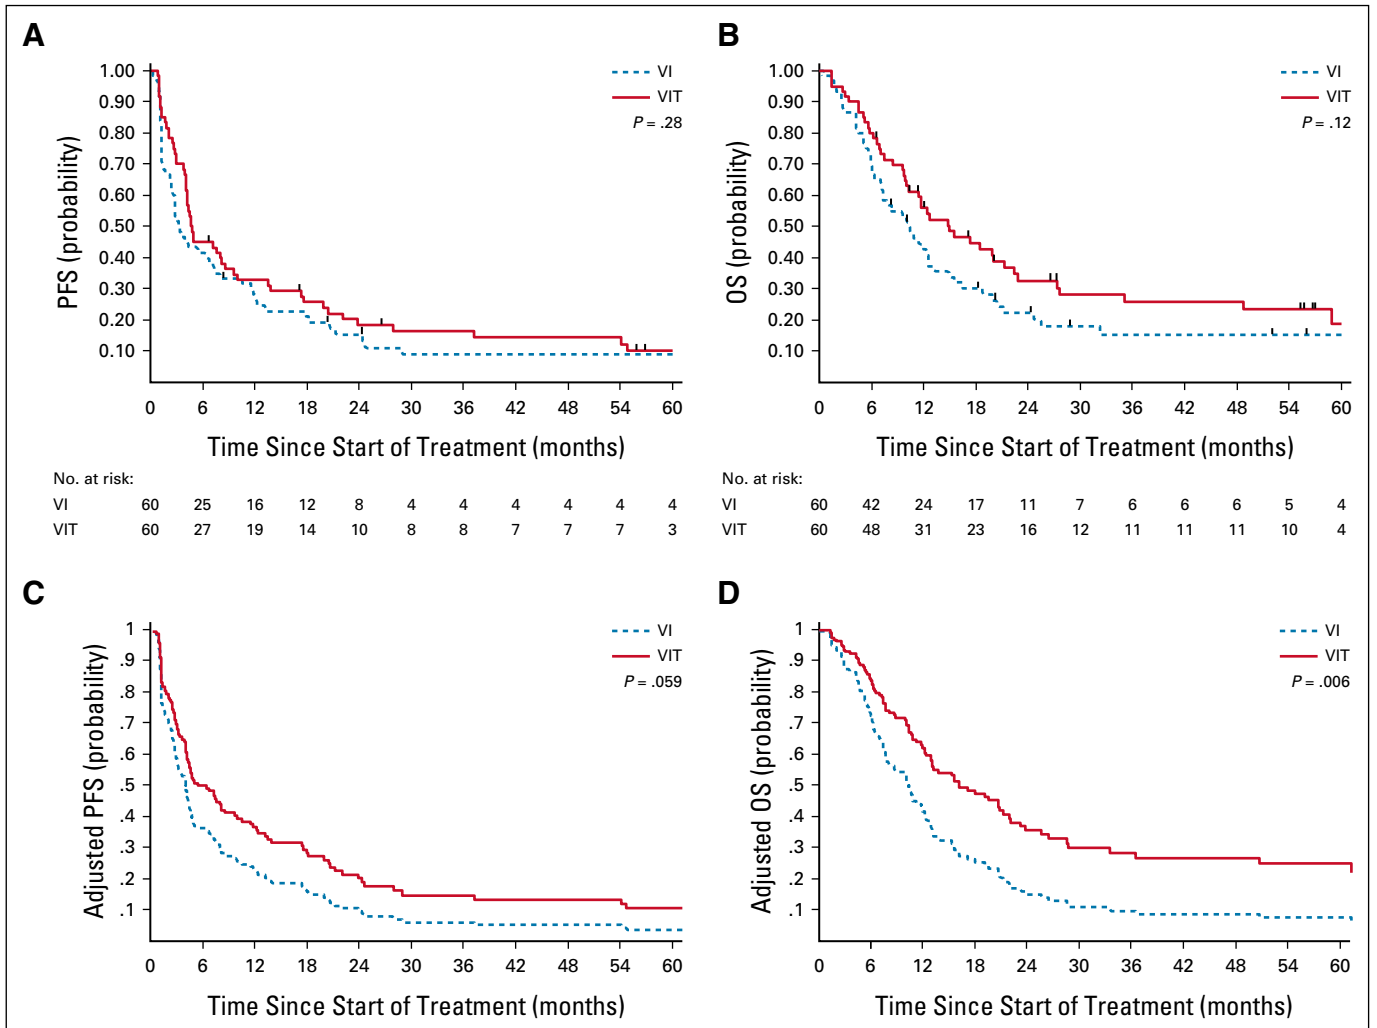 A
PFS (probability)
1.00
0.90
0.80
0.70
0.60
0.50
0.40
0.30
0.20
0.10
VI
VIT
P = .28
0 6 12 18 24 30 36 42 48 54 60
Time Since Start of Treatment (months)
No. at risk:
VI 60 25 16 12 8 4 4 4 4 4 4
VIT 60 27 19 14 10 8 8 7 7 7 3
B
OS (probability)
1.00
0.90
0.80
0.70
0.60
0.50
0.40
0.30
0.20
0.10
VI
VIT
P = .12
0 6 12 18 24 30 36 42 48 54 60
Time Since Start of Treatment (months)
No. at risk:
VI 60 42 24 17 11 7 6 6 6 5 4
VIT 60 48 31 23 16 12 11 11 11 10 4
C
Adjusted PFS (probability)
1
.9
.8
.7
.6
.5
.4
.3
.2
.1
VI
VIT
P = .059
0 6 12 18 24 30 36 42 48 54 60
Time Since Start of Treatment (months)
D
Adjusted OS (probability)
1
.9
.8
.7
.6
.5
.4
.3
.2
.1
VI
VIT
P = .006
0 6 12 18 24 30 36 42 48 54 60
Time Since Start of Treatment (months)